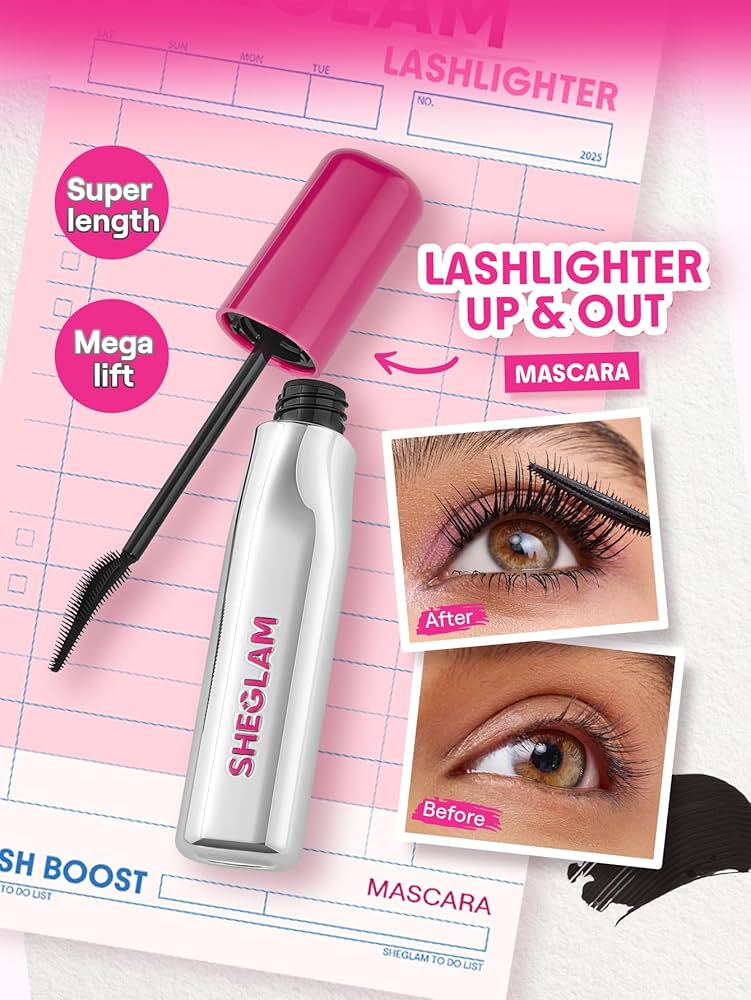 SHEGLAM
LASHLIGHTER
SAT
SUN
MON
TUE
NO.
2025
Super
length
Mega
lift
LASHLIGHTER
UP & OUT
MASCARA
After
Before
SHEGLAM
SH BOOST
TO DO LIST
MASCARA
SHEGLAM TO DO LIST